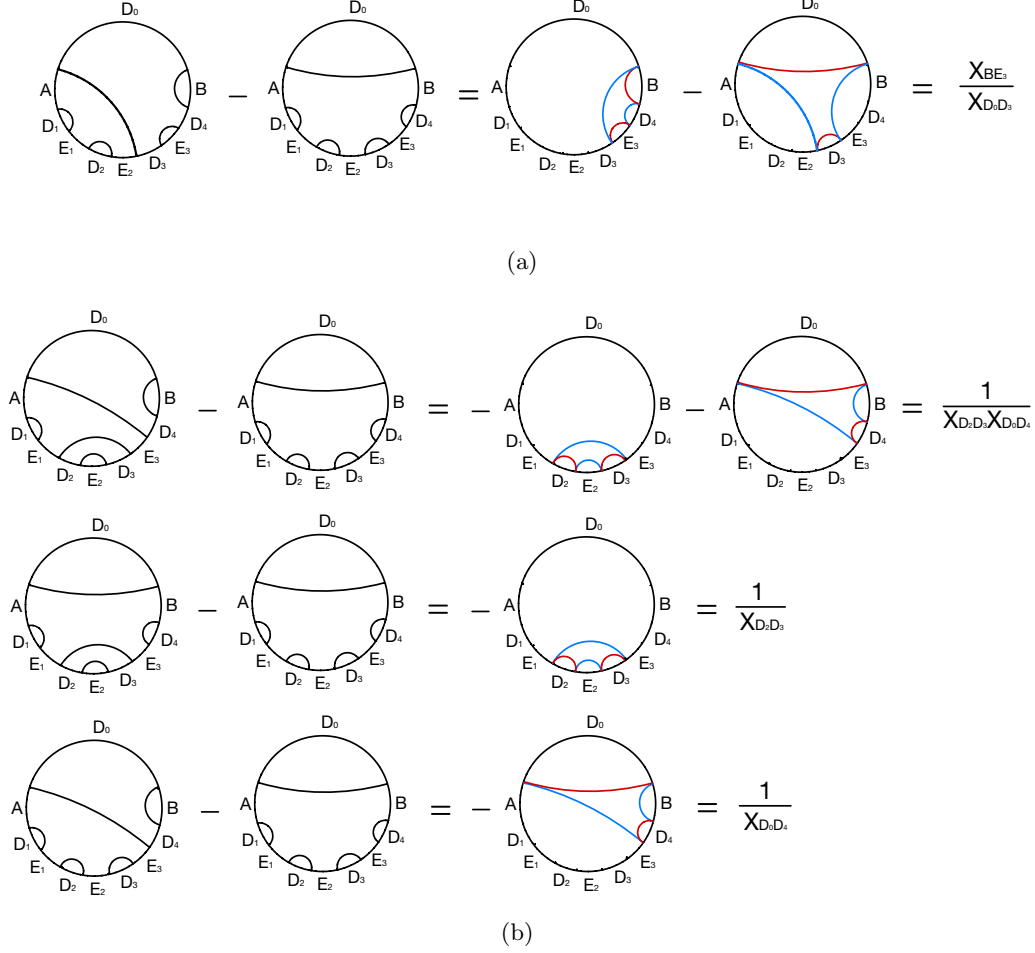 D₀ D₀ D₀ D₀
A B − A B = A B − A B = X_{BE₃} / X_{D₀D₃}
D₁ D₄ D₁ D₄ D₁ D₄ D₁ D₄
E₁ E₃ E₁ E₃ E₁ E₃ E₁ E₃
D₂ E₂ D₃ D₂ E₂ D₃ D₂ E₂ D₃ D₂ E₂ D₃
(a)
D₀ D₀ D₀ D₀
A B − A B = − A B − A B = 1 / X_{D₂D₃}X_{D₀D₄}
D₁ D₄ D₁ D₄ D₁ D₄ D₁ D₄
E₁ E₃ E₁ E₃ E₁ E₃ E₁ E₃
D₂ E₂ D₃ D₂ E₂ D₃ D₂ E₂ D₃ D₂ E₂ D₃
D₀ D₀ D₀
A B − A B = − A B = 1 / X_{D₂D₃}
D₁ D₄ D₁ D₄ D₁ D₄
E₁ E₃ E₁ E₃ E₁ E₃
D₂ E₂ D₃ D₂ E₂ D₃ D₂ E₂ D₃
D₀ D₀ D₀
A B − A B = − A B = 1 / X_{D₀D₄}
D₁ D₄ D₁ D₄ D₁ D₄
E₁ E₃ E₁ E₃ E₁ E₃
D₂ E₂ D₃ D₂ E₂ D₃ D₂ E₂ D₃
(b)